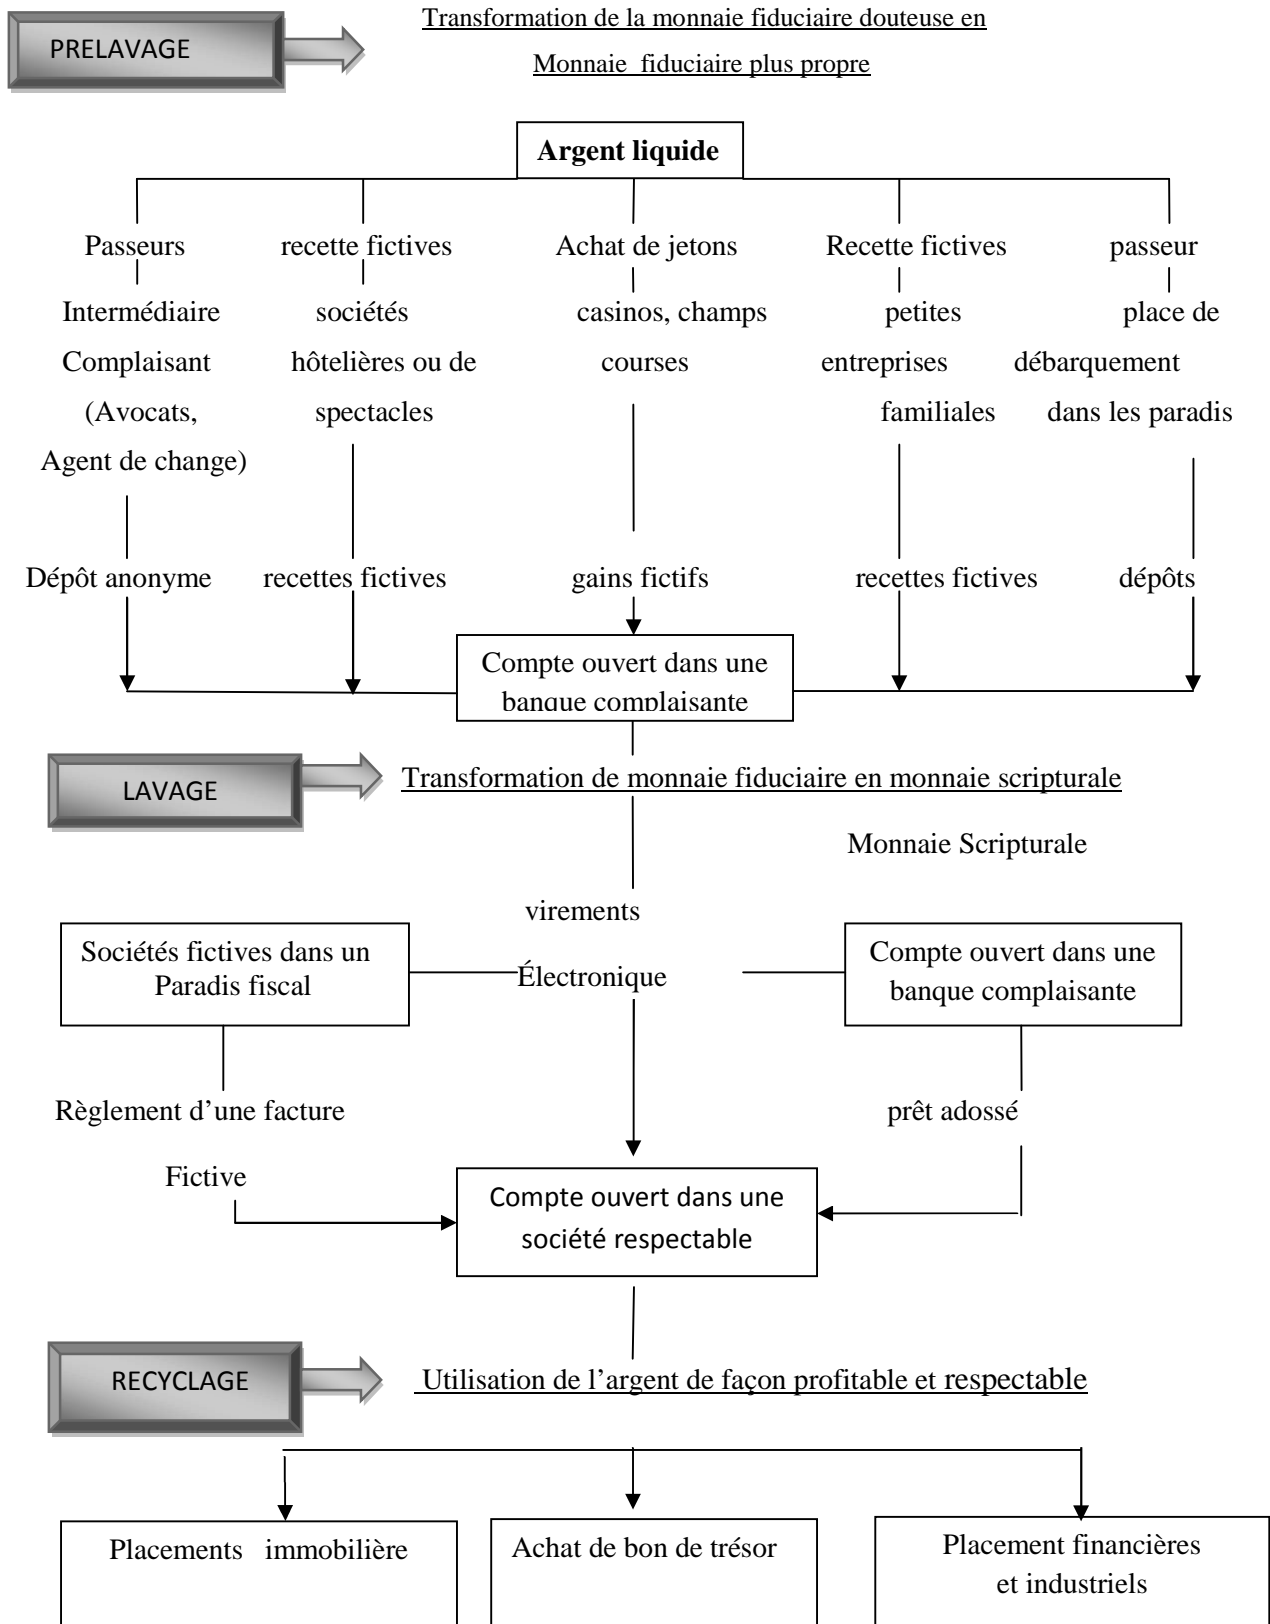 Transformation de la monnaie fiduciaire douteuse en
PRELAVAGE
Monnaie fiduciaire plus propre
Argent liquide
Passeurs recette fictives Achat de jetons Recette fictives passeur
Intermédiaire sociétés casinos, champs petites place de
Complaisant hôtelières ou de courses entreprises débarquement
(Avocats, spectacles familiales dans les paradis
Agent de change)
Dépôt anonyme recettes fictives gains fictifs recettes fictives dépôts
Compte ouvert dans une
banque complaisante
LAVAGE Transformation de monnaie fiduciaire en monnaie scripturale
Monnaie Scripturale
virements
Sociétés fictives dans un
Paradis fiscal
Électronique
Compte ouvert dans une
banque complaisante
Règlement d’une facture prêt adossé
Fictive
Compte ouvert dans une
société respectable
RECYCLAGE Utilisation de l’argent de façon profitable et respectable
Placements immobilière
Achat de bon de trésor
Placement financières
et industriels